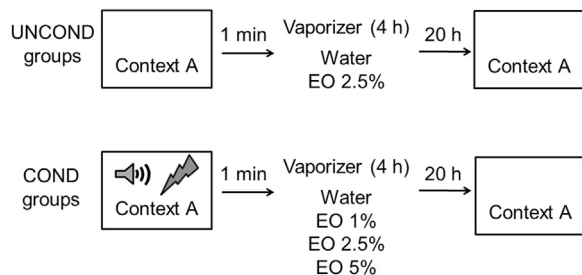 UNCOND
groups
Context A
1 min
Vaporizer (4 h)
Water
EO 2.5%
20 h
Context A
COND
groups
Context A
1 min
Vaporizer (4 h)
Water
EO 1%
EO 2.5%
EO 5%
20 h
Context A